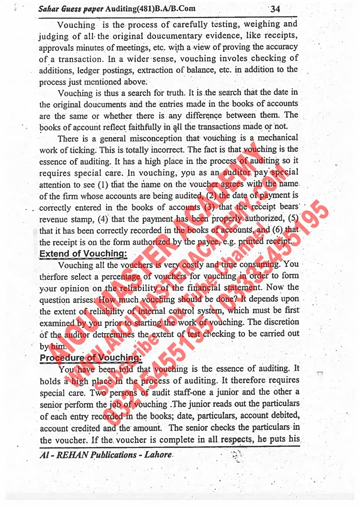 Sahar Guess paper Auditing(481)B.A/B.Com 34
Vouching is the process of carefully testing, weighing and
judging of all the original doucumentary evidence, like receipts,
approvals minutes of meetings, etc. with a view of proving the accuracy
of a transaction. In a wider sense, vouching involes checking of
additions, ledger postings, extraction of balance, etc. in addition to the
process just mentioned above.
Vouching is thus a search for truth. It is the search that the date in
the original doucments and the entries made in the books of accounts
are the same or whether there is any difference between them. The
books of account reflect faithfully in all the transactions made or not.
There is a general misconception that vouching is a mechanical
work of ticking. This is totally incorrect. The fact is that vouching is the
essence of auditing. It has a high place in the process of auditing so it
requires special care. In vouching, you as an auditor pay special
attention to see (1) that the name on the voucher agrees with the name
of the firm whose accounts are being audited, (2) the date of payment is
correctly entered in the books of accounts, (3) that the receipt bears
revenue stamp, (4) that the payment has been properly authorized, (5)
that it has been correctly recorded in the books of accounts, and (6) that
the receipt is on the form authorized by the payee, e.g. printed receipt.
Extend of Vouching:
Vouching all the vouchers is very costly and time consuming. You
therfore select a percentage of vouchers for vouching in order to form
your opinion on the reliability of the financial statement. Now the
question arises: How much vouching should be done? It depends upon
the extent of reliability of internal control system, which must be first
examined by you prior to starting the work of vouching. The discretion
of the auditor detremines the extent of test checking to be carried out
by him.
Procedure of Vouching:
You have been told that vouching is the essence of auditing. It
holds a high place in the process of auditing. It therefore requires
special care. Two persons of audit staff-one a junior and the other a
senior perform the job of vouching .The junior reads out the particulars
of each entry recorded in the books; date, particulars, account debited,
account credited and the amount. The senior checks the particulars in
the voucher. If the voucher is complete in all respects, he puts his
Al - REHAN Publications - Lahore